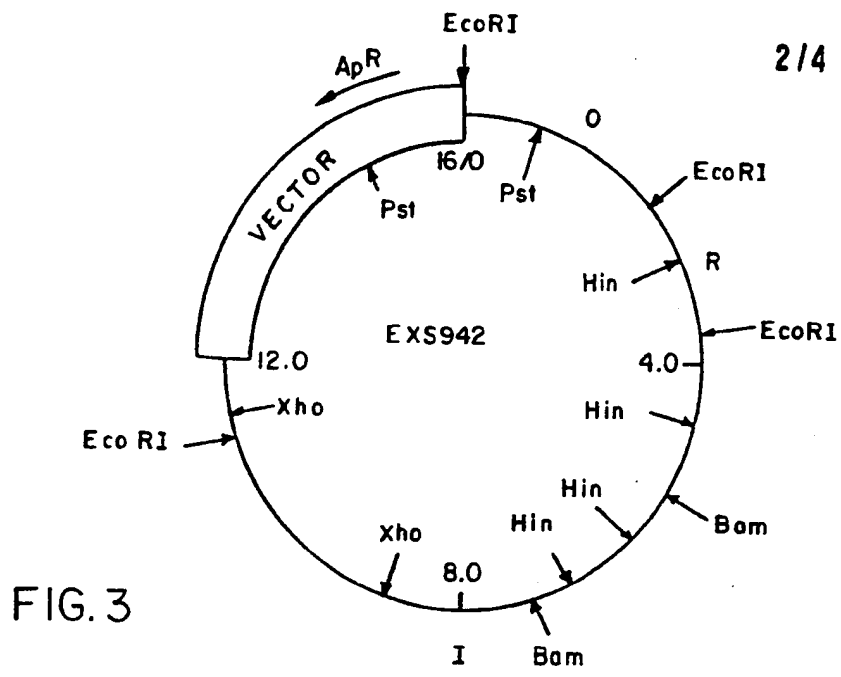 EcoRI
2/4
ApR
O
16/0
EcoRI
Pst
Pst
VECTOR
R
Hin
EcoRI
EXS942
12.0
4.0
Xho
Hin
Eco RI
Hin
Bam
Hin
Xho
8.0
FIG. 3
I
Bam